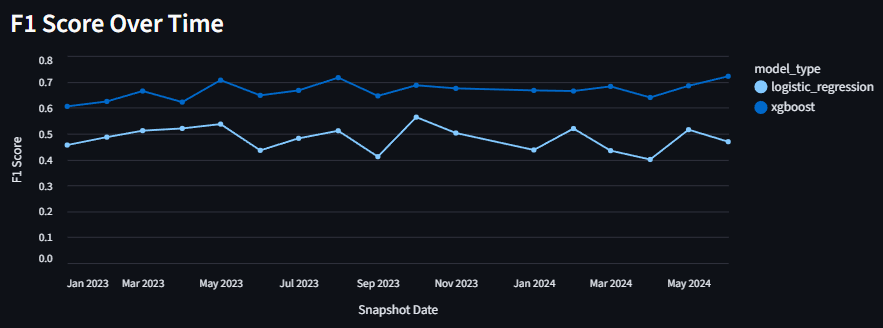 F1 Score Over Time
0.8
0.7
0.6
0.5
0.4
0.3
0.2
0.1
0.0
F1 Score
Jan 2023 Mar 2023 May 2023 Jul 2023 Sep 2023 Nov 2023 Jan 2024 Mar 2024 May 2024
Snapshot Date
model_type
logistic_regression
xgboost